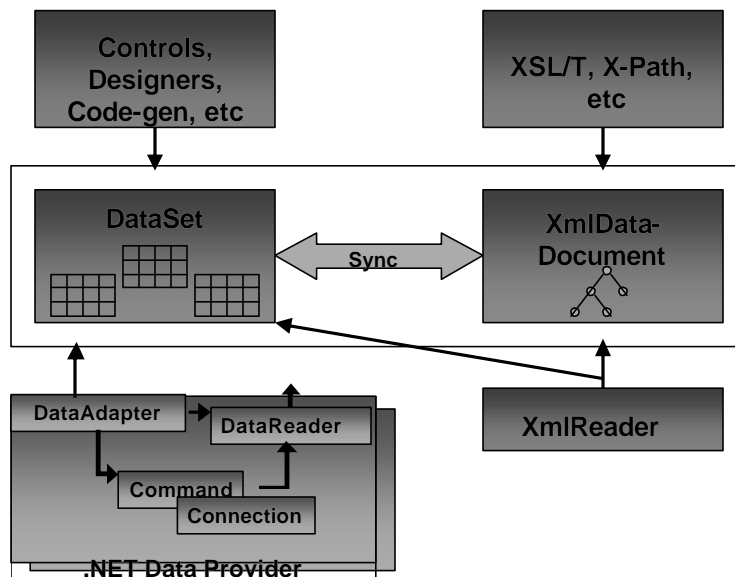 Controls,
Designers,
Code-gen, etc
XSL/T, X-Path,
etc
DataSet
Sync
XmlData-
Document
DataAdapter
DataReader
Command
Connection
XmlReader
.NET Data Provider